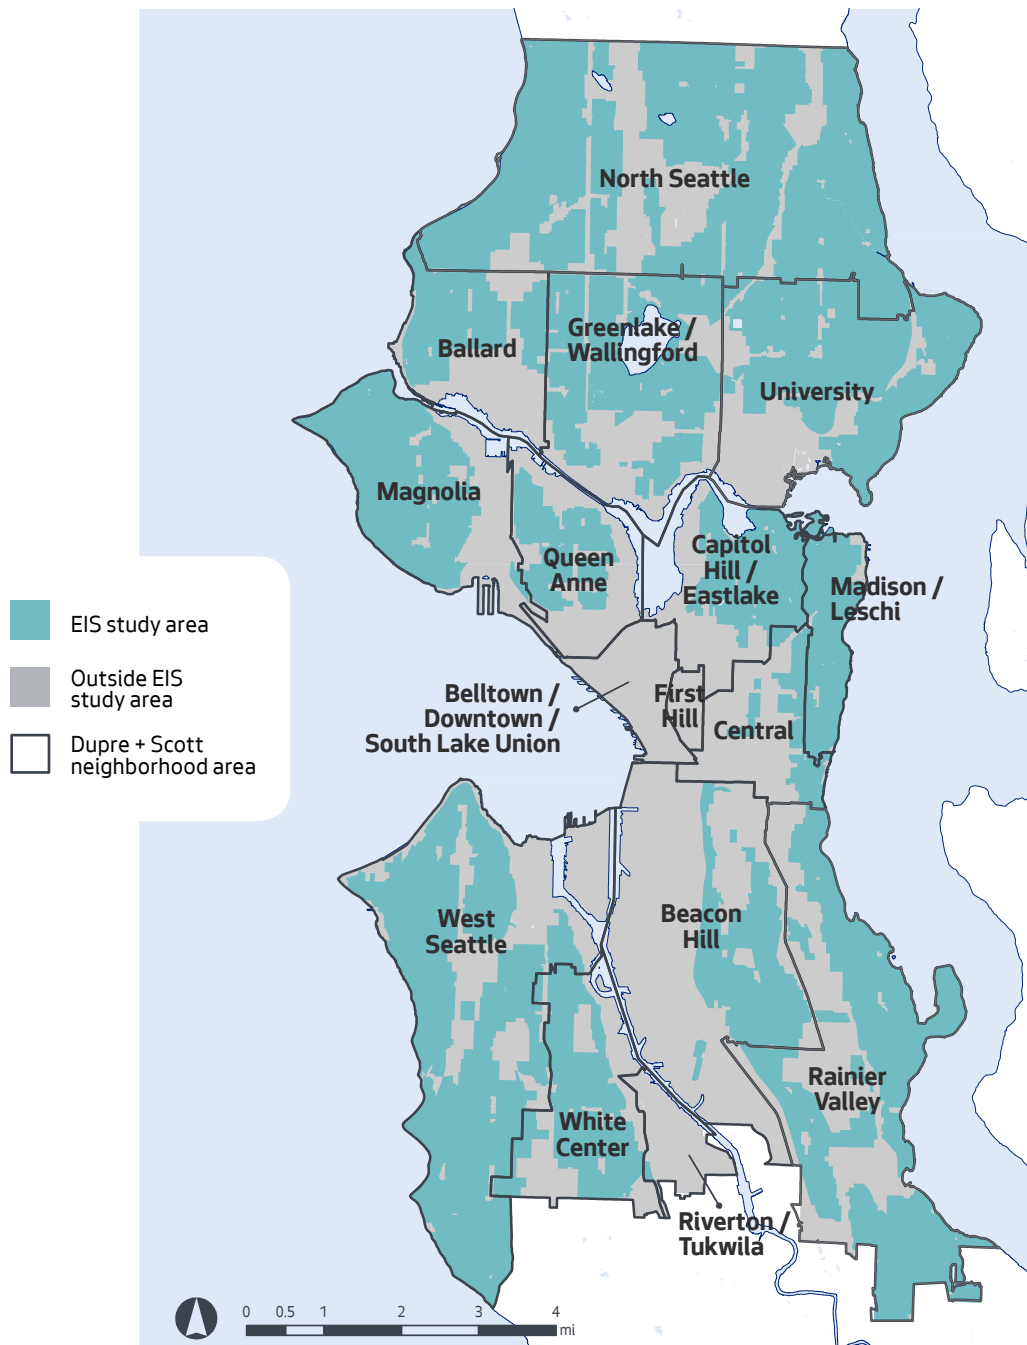 North Seattle
Greenlake /
Wallingford
Ballard
University
Magnolia
Queen
Anne
Capitol
Hill /
Eastlake
Madison /
Leschi
EIS study area
Outside EIS
study area
Dupre + Scott
neighborhood area
Belltown /
Downtown /
South Lake Union
First
Hill
Central
West
Seattle
Beacon
Hill
Rainier
Valley
White
Center
Riverton /
Tukwila
0 0.5 1 2 3 4
mi